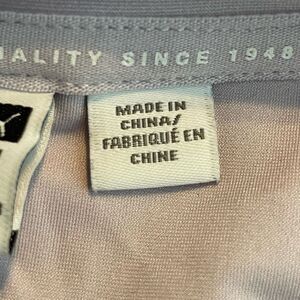 ALITY SINCE 1948
MADE IN
CHINA/
FABRIQUÉ EN
CHINE